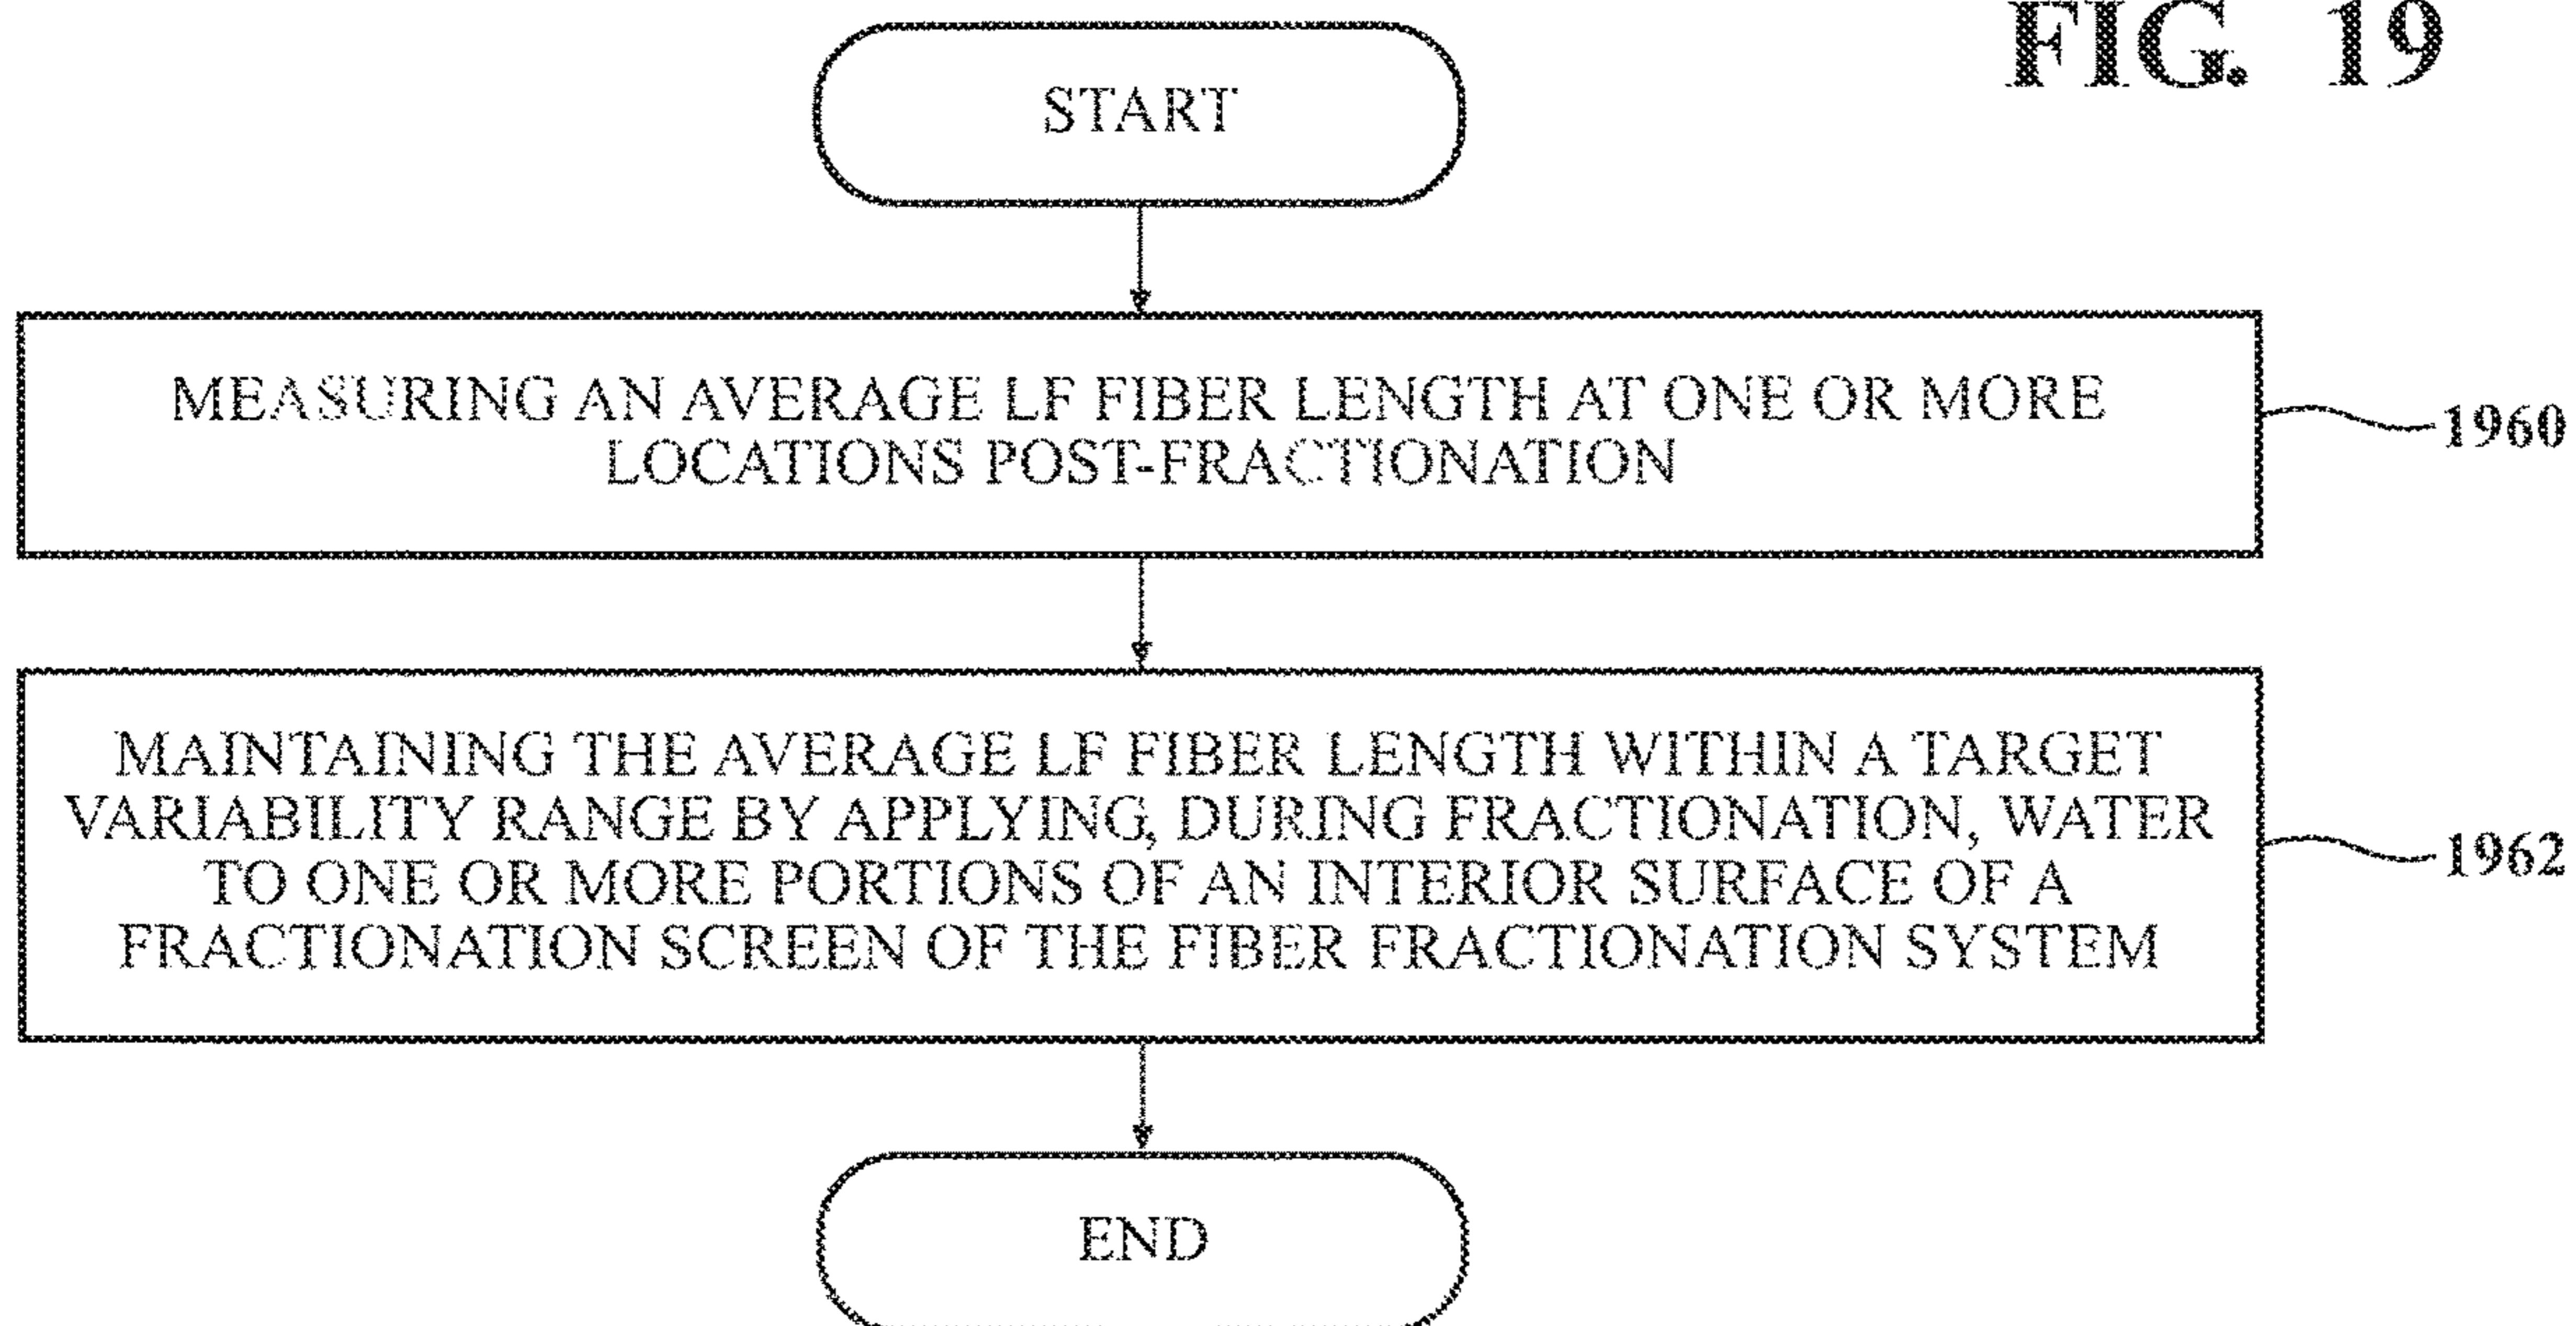 FIG. 19
START
MEASURING AN AVERAGE LF FIBER LENGTH AT ONE OR MORE
LOCATIONS POST-FRACTIONATION
1960
MAINTAINING THE AVERAGE LF FIBER LENGTH WITHIN A TARGET
VARIABILITY RANGE BY APPLYING, DURING FRACTIONATION, WATER
TO ONE OR MORE PORTIONS OF AN INTERIOR SURFACE OF A
FRACTIONATION SCREEN OF THE FIBER FRACTIONATION SYSTEM
1962
END